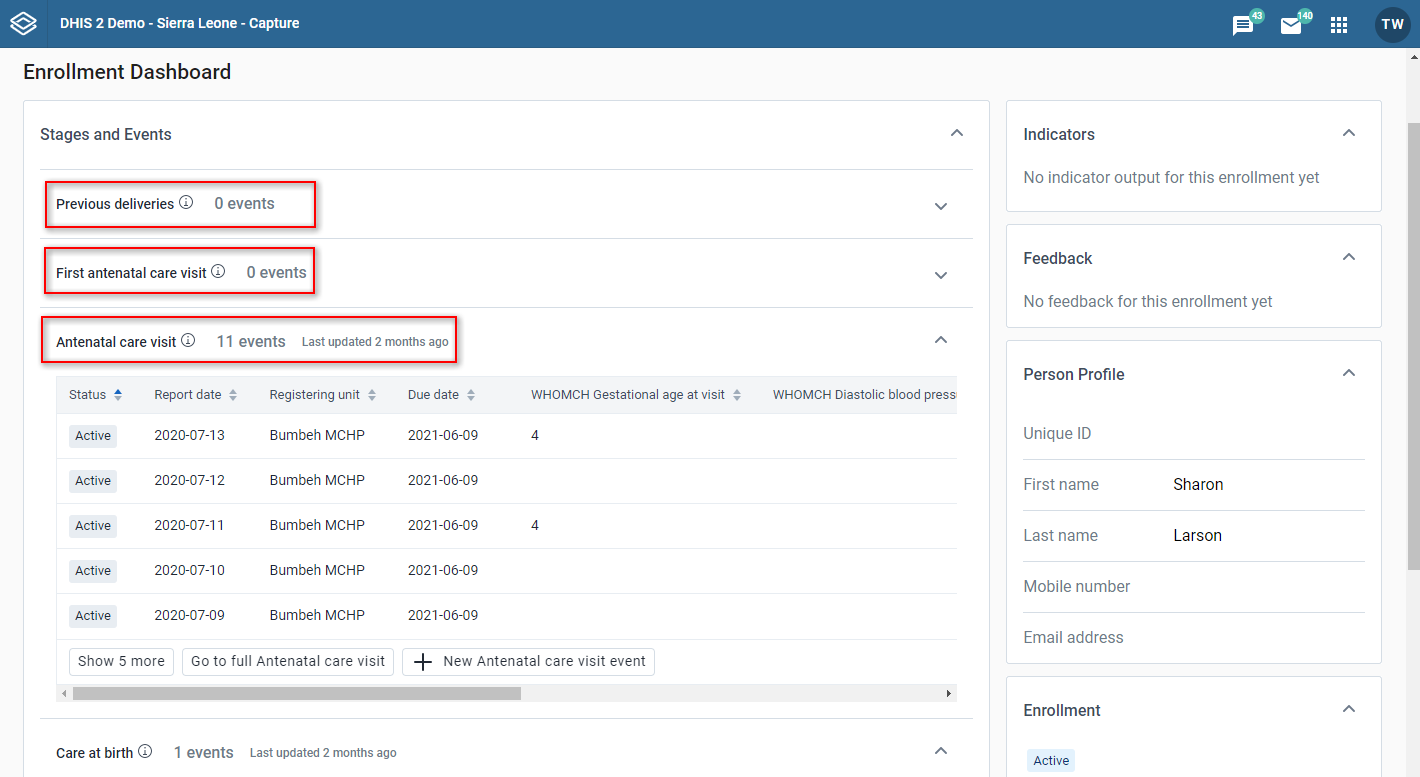 DHIS 2 Demo - Sierra Leone - Capture
43
140
TW
Enrollment Dashboard
Stages and Events
Previous deliveries 0 events
First antenatal care visit 0 events
Antenatal care visit 11 events Last updated 2 months ago
Status Report date Registering unit Due date WHOMCH Gestational age at visit WHOMCH Diastolic blood press
Active 2020-07-13 Bumbeh MCHP 2021-06-09 4
Active 2020-07-12 Bumbeh MCHP 2021-06-09
Active 2020-07-11 Bumbeh MCHP 2021-06-09 4
Active 2020-07-10 Bumbeh MCHP 2021-06-09
Active 2020-07-09 Bumbeh MCHP 2021-06-09
Show 5 more Go to full Antenatal care visit New Antenatal care visit event
Care at birth 1 events Last updated 2 months ago
Indicators
No indicator output for this enrollment yet
Feedback
No feedback for this enrollment yet
Person Profile
Unique ID
First name Sharon
Last name Larson
Mobile number
Email address
Enrollment
Active